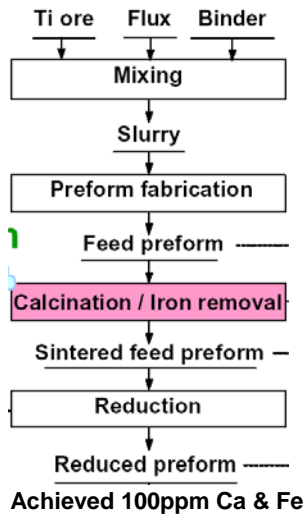 Ti ore Flux Binder
Mixing
Slurry
Preform fabrication
Feed preform
Calcination / Iron removal
Sintered feed preform
Reduction
Reduced preform
Achieved 100ppm Ca & Fe